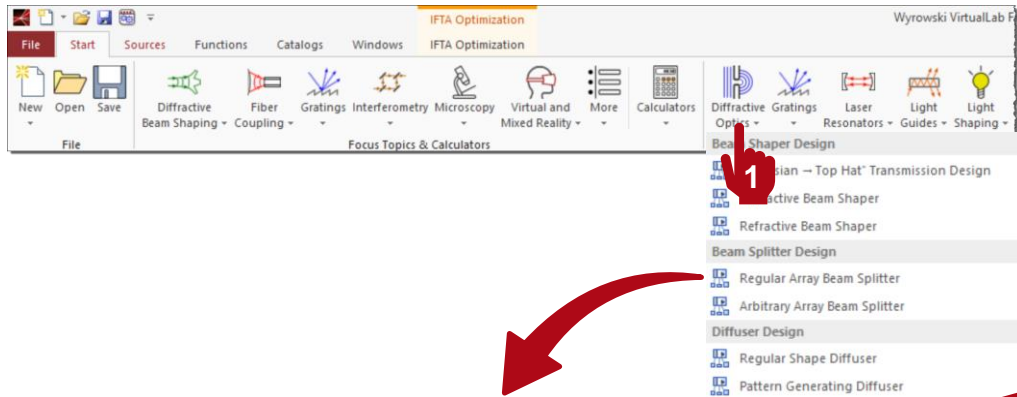 IFTA Optimization
Wyrowski VirtualLab
File Start Sources Functions Catalogs Windows IFTA Optimization
New Open Save Diffractive Beam Shaping Fiber Coupling Gratings Interferometry Microscopy Virtual and Mixed Reality More Calculators Diffractive Optics Gratings Laser Resonators Light Guides Light Shaping
File Focus Topics & Calculators
Shaper Design
1
Top Hat" Transmission Design
Beam Shaper
Refractive Beam Shaper
Beam Splitter Design
Regular Array Beam Splitter
Arbitrary Array Beam Splitter
Diffuser Design
Regular Shape Diffuser
Pattern Generating Diffuser